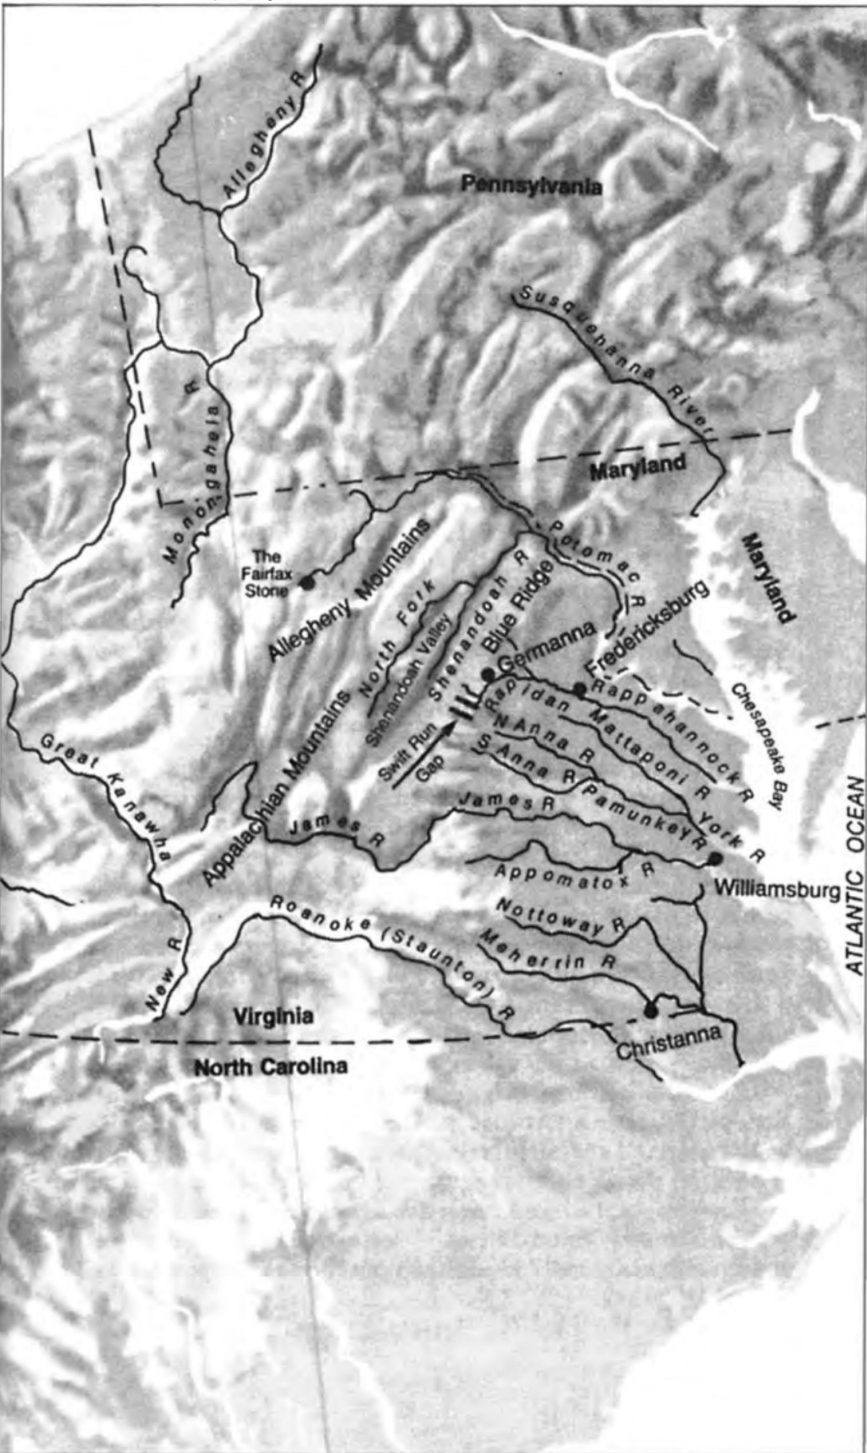 Allegheny R
Pennsylvania
Susquehanna River
Monongahela R
Maryland
The
Fairfax
Stone
Allegheny Mountains
Potomac R
Maryland
North Fork
Shenandoah Valley
Shenandoah R
Blue Ridge
Germanna
Fredericksburg
Rapidan
Rappahannock R
Chesapeake Bay
Swift Run
Gap
N Anna R
Mattaponi R
S Anna R
Pamunkey R
York R
Great Kanawha
Appalachian Mountains
James R
James R
Appomatox R
Williamsburg
ATLANTIC OCEAN
Nottoway R
Roanoke (Staunton) R
Meherrin R
New R
Virginia
Christanna
North Carolina